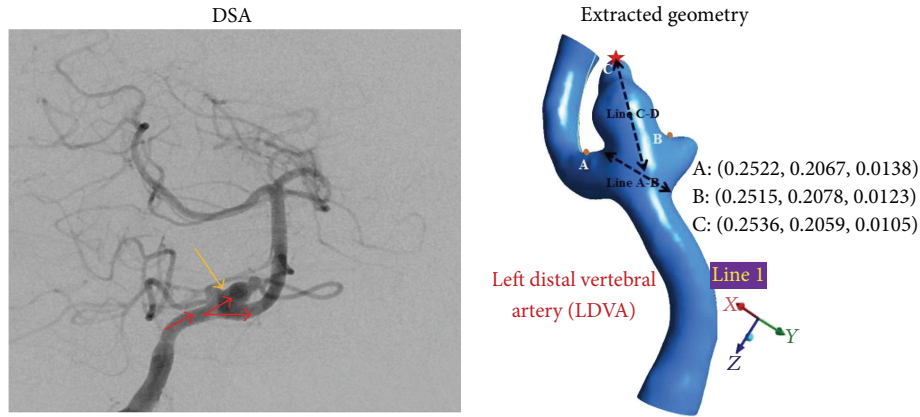 DSA
Extracted geometry
C
Line C-D
B
A
Line A-B
A: (0.2522, 0.2067, 0.0138)
B: (0.2515, 0.2078, 0.0123)
C: (0.2536, 0.2059, 0.0105)
Left distal vertebral
artery (LDVA)
Line 1
X
Y
Z